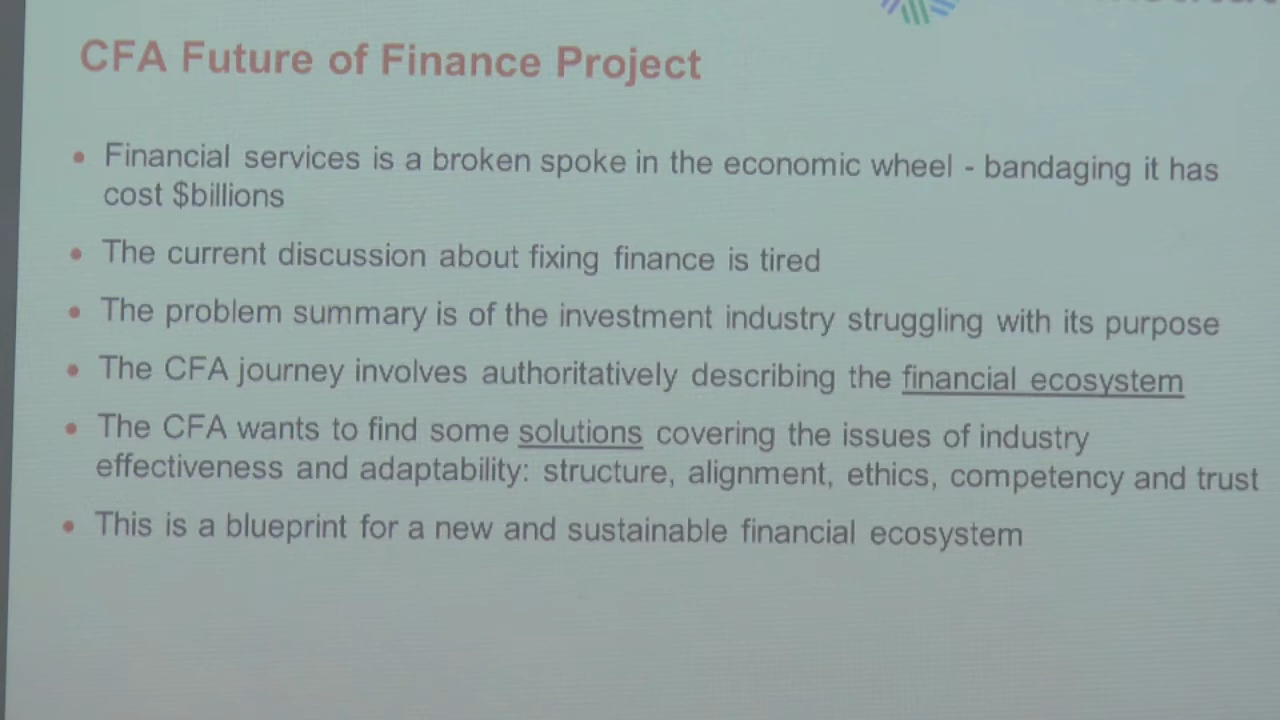 CFA Future of Finance Project
• Financial services is a broken spoke in the economic wheel - bandaging it has
cost $billions
• The current discussion about fixing finance is tired
• The problem summary is of the investment industry struggling with its purpose
• The CFA journey involves authoritatively describing the financial ecosystem
• The CFA wants to find some solutions covering the issues of industry
effectiveness and adaptability: structure, alignment, ethics, competency and trust
• This is a blueprint for a new and sustainable financial ecosystem